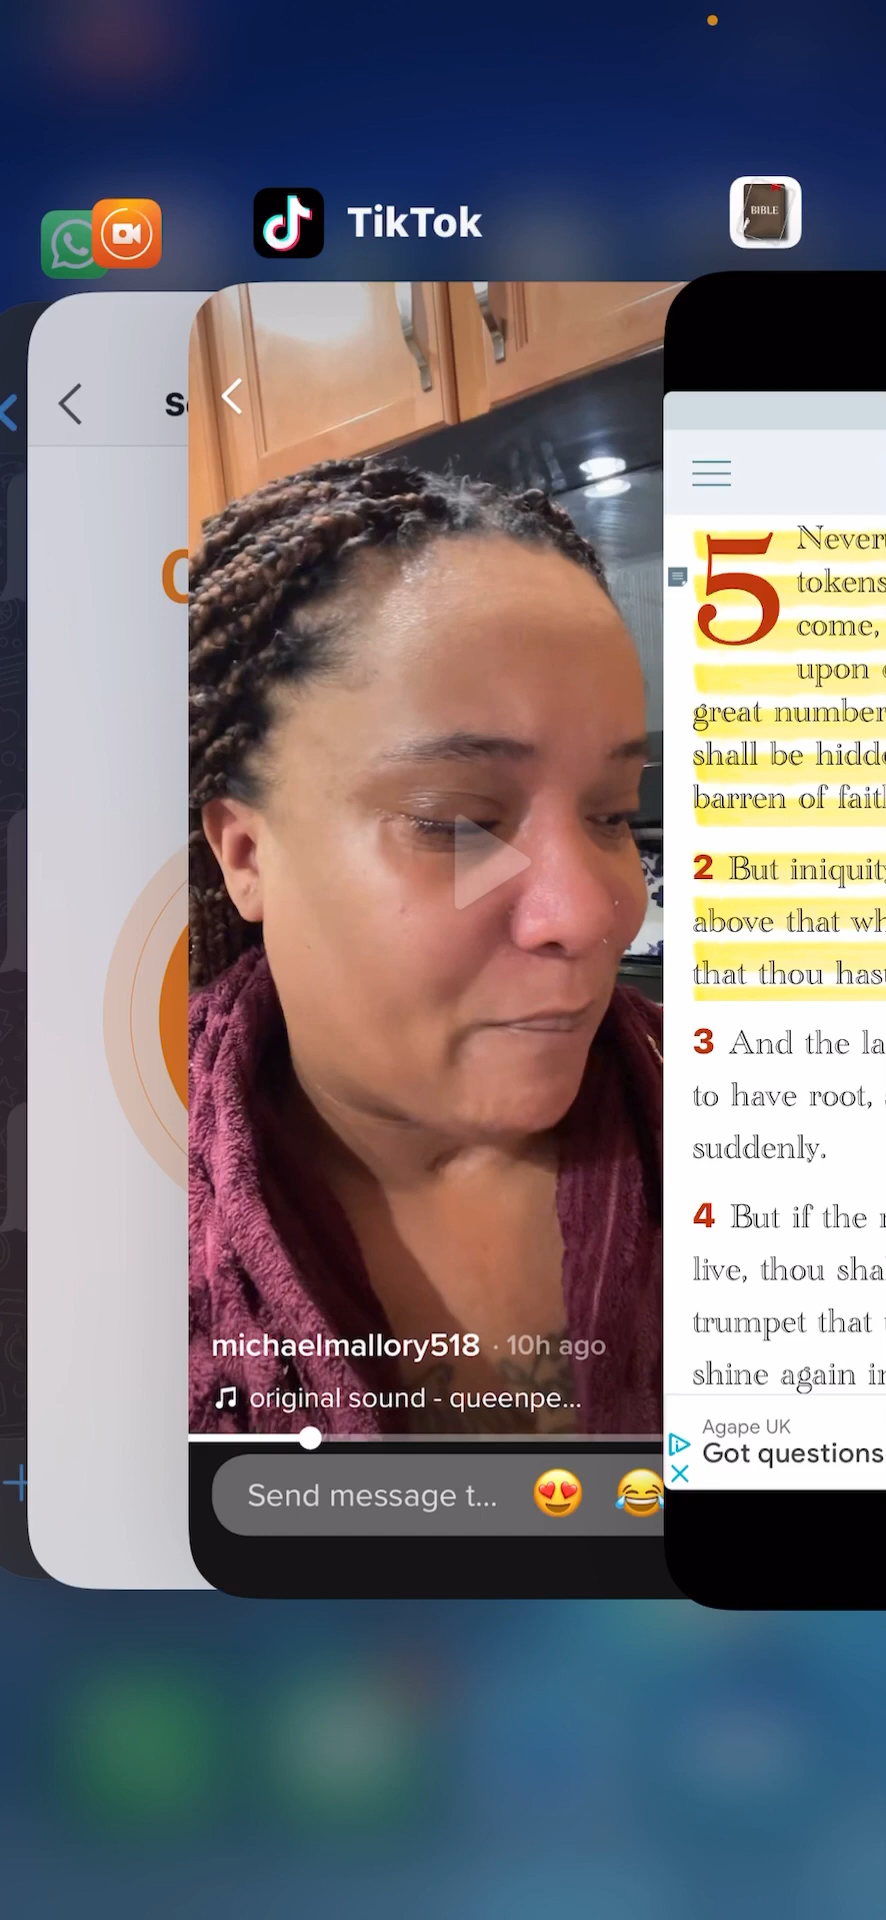 TikTok
BIBLE
michaelmallory518 · 10h ago
original sound - queenpe...
Send message t...
5 Never
tokens
come,
upon
great number
shall be hidd
barren of fait
2 But iniquity
above that wh
that thou hast
3 And the la
to have root,
suddenly.
4 But if the
live, thou sha
trumpet that
shine again in
Agape UK
Got questions